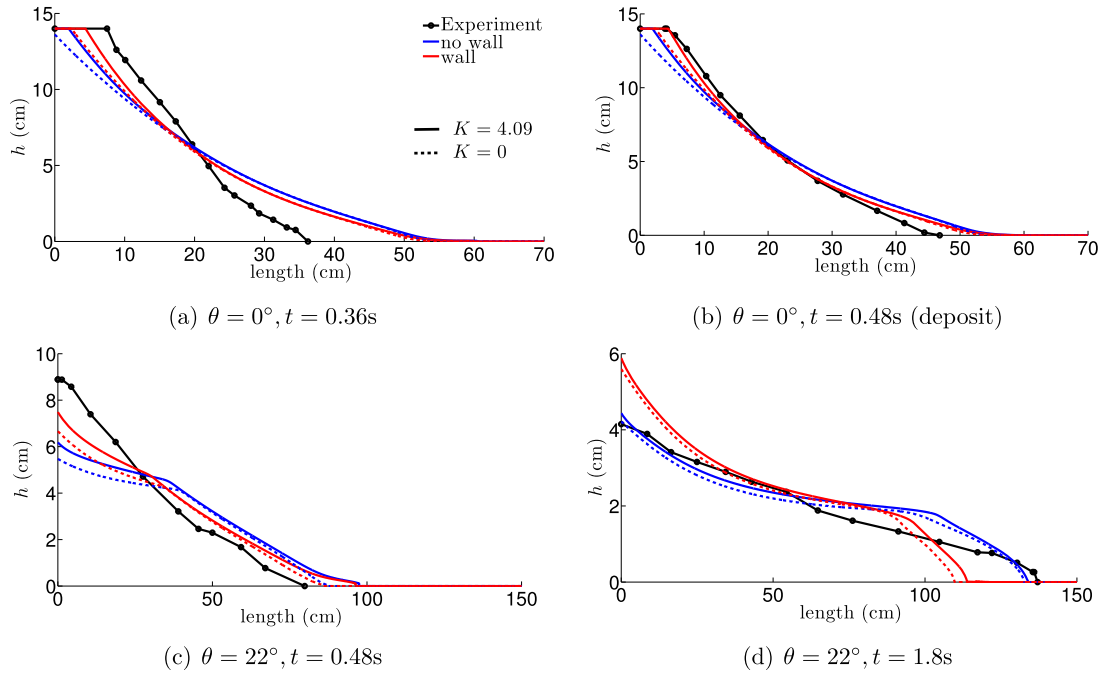 15
10
5
0
h (cm)
0 10 20 30 40 50 60 70
length (cm)
Experiment
no wall
wall
K = 4.09
K = 0
(a) θ = 0°, t = 0.36s
15
10
5
0
h (cm)
0 10 20 30 40 50 60 70
length (cm)
(b) θ = 0°, t = 0.48s (deposit)
10
8
6
4
2
0
h (cm)
0 50 100 150
length (cm)
(c) θ = 22°, t = 0.48s
6
4
2
0
h (cm)
0 50 100 150
length (cm)
(d) θ = 22°, t = 1.8s